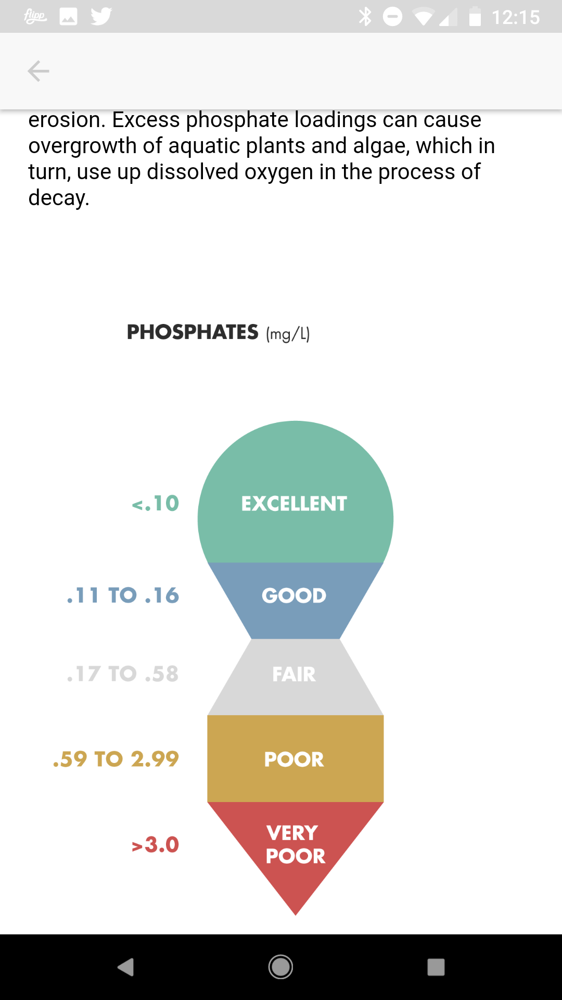 flipp
12:15
erosion. Excess phosphate loadings can cause
overgrowth of aquatic plants and algae, which in
turn, use up dissolved oxygen in the process of
decay.
PHOSPHATES (mg/L)
<.10 EXCELLENT
.11 TO .16 GOOD
.17 TO .58 FAIR
.59 TO 2.99 POOR
>3.0 VERY
POOR